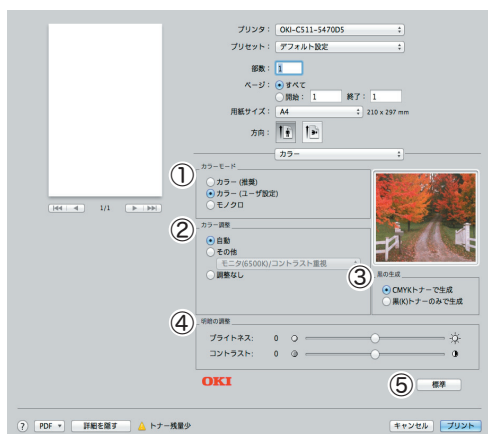 プリンタ： OKI-C511-5470D5
プリセット： デフォルト設定
部数： 1
ページ： すべて
開始： 1 終了： 1
用紙サイズ： A4 210 x 297 mm
方向：
カラー
① カラーモード
カラー (推奨)
カラー (ユーザ設定)
モノクロ
1/1
② カラー調整
自動
その他
モニタ(6500K)/コントラスト重視
調整なし
③ 黒の生成
CMYKトナーで生成
黒(K)トナーのみで生成
④ 明暗の調整
ブライトネス： 0
コントラスト： 0
OKI
⑤ 標準
? PDF 詳細を隠す トナー残量少 キャンセル プリント